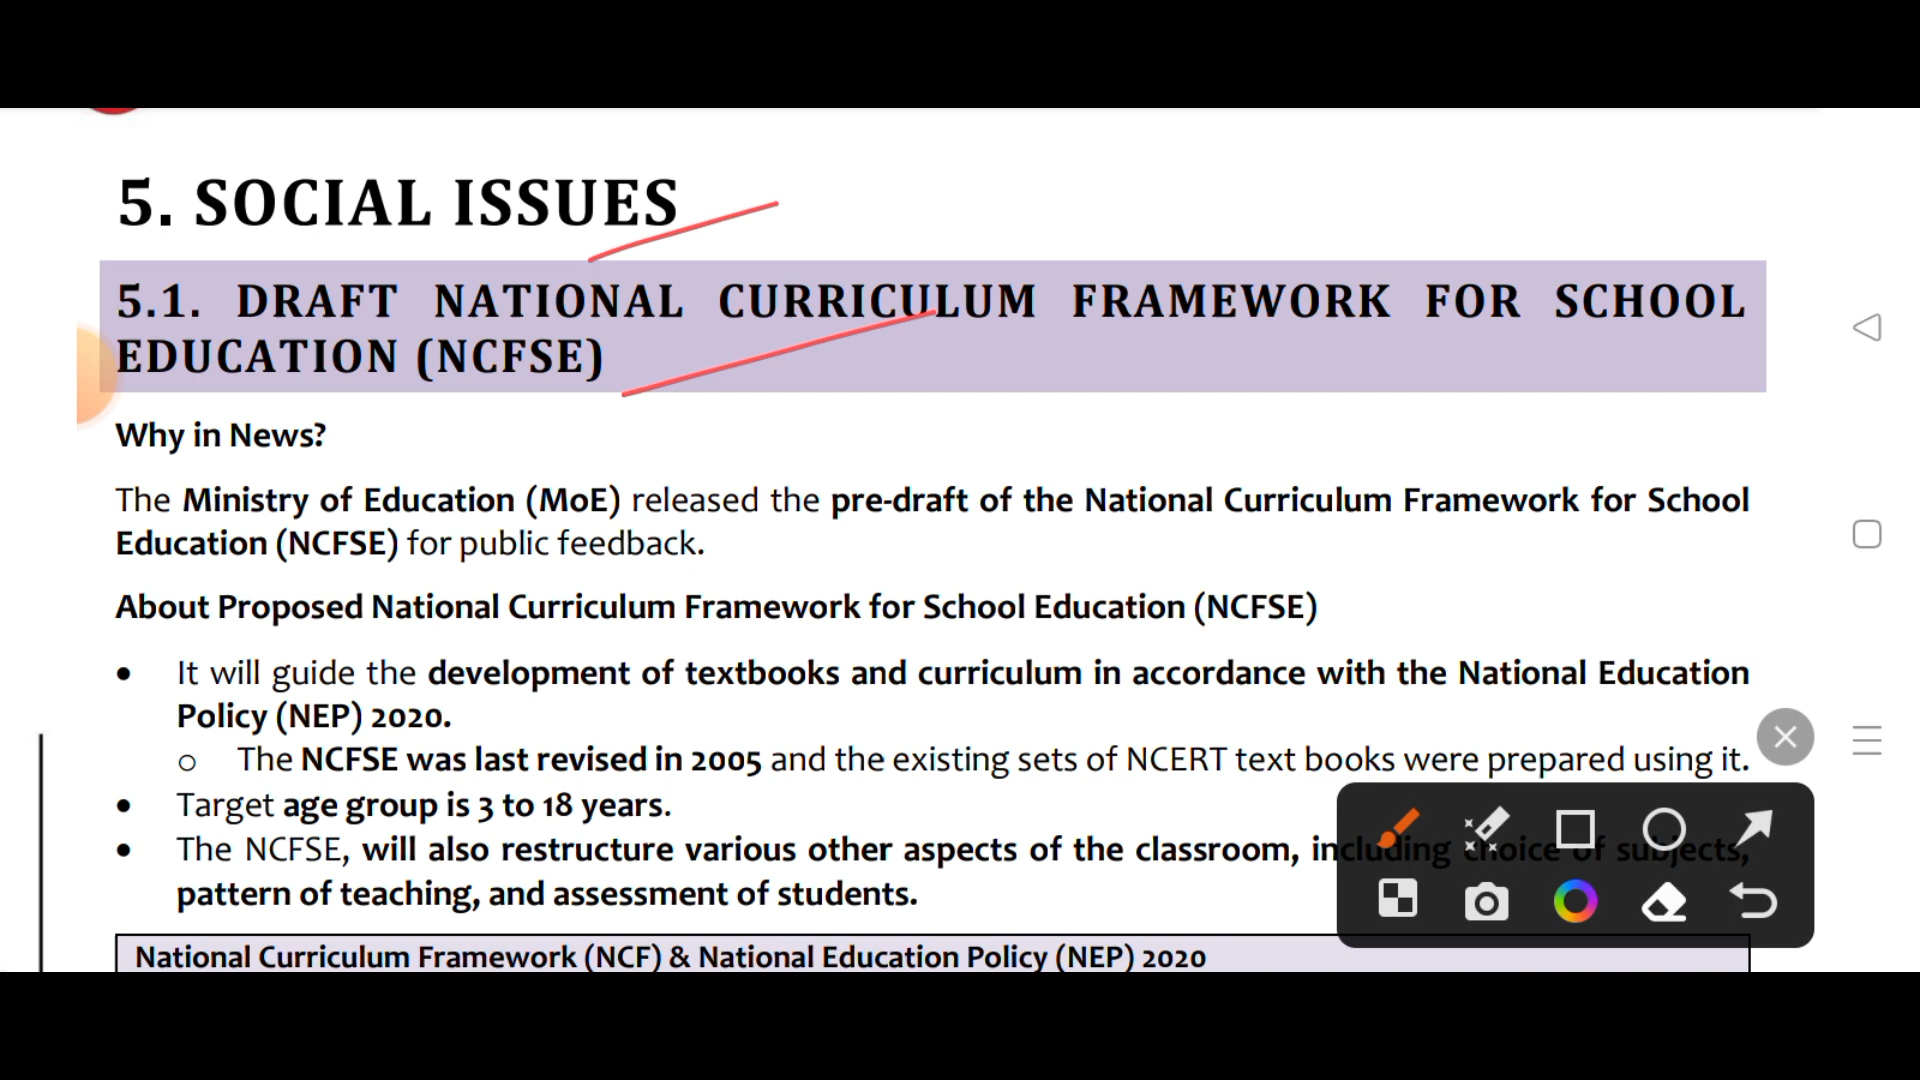 5. SOCIAL ISSUES
5.1. DRAFT NATIONAL CURRICULUM FRAMEWORK FOR SCHOOL
EDUCATION (NCFSE)
Why in News?
The Ministry of Education (MoE) released the pre-draft of the National Curriculum Framework for School
Education (NCFSE) for public feedback.
About Proposed National Curriculum Framework for School Education (NCFSE)
• It will guide the development of textbooks and curriculum in accordance with the National Education
Policy (NEP) 2020.
o The NCFSE was last revised in 2005 and the existing sets of NCERT text books were prepared using it.
• Target age group is 3 to 18 years.
• The NCFSE, will also restructure various other aspects of the classroom, including choice of subjects,
pattern of teaching, and assessment of students.
National Curriculum Framework (NCF) & National Education Policy (NEP) 2020